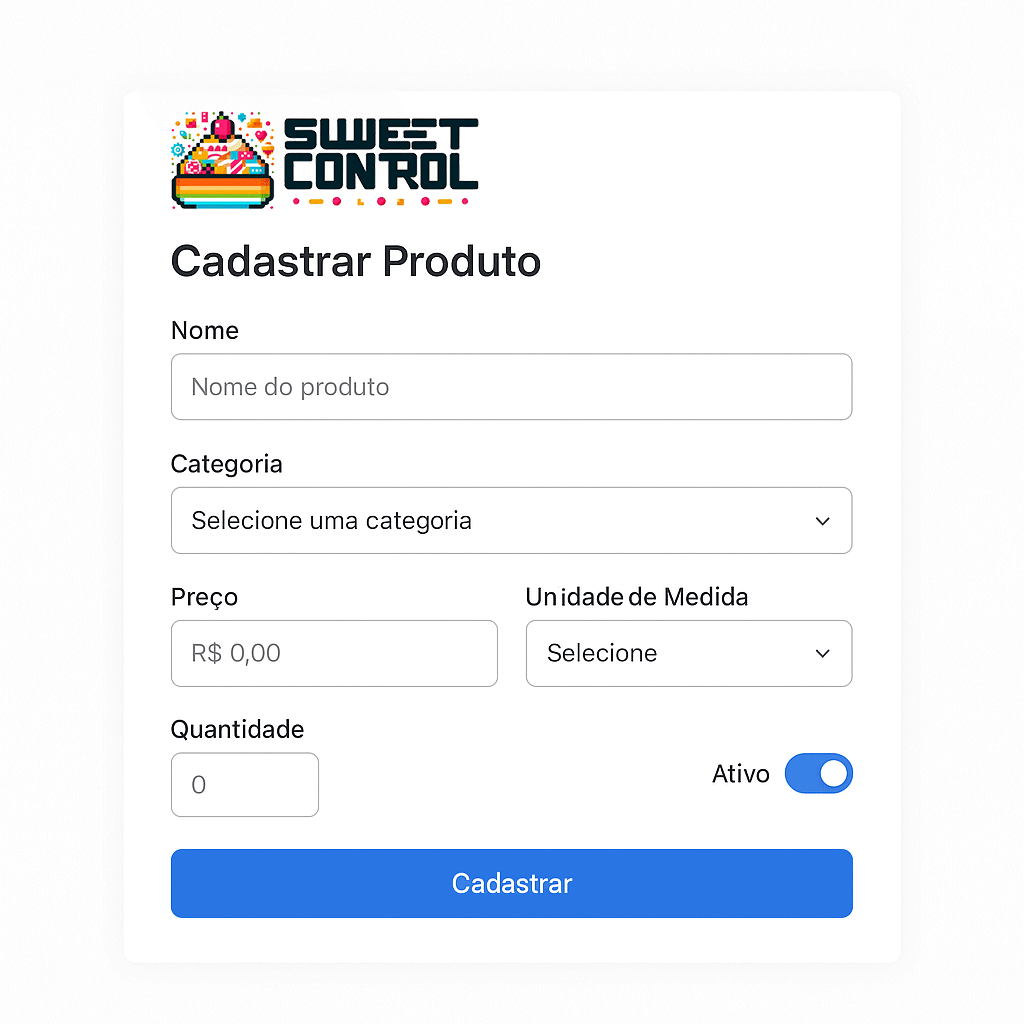 SWEET
CONTROL
Cadastrar Produto
Nome
Nome do produto
Categoria
Selecione uma categoria
Preço
Unidade de Medida
R$ 0,00
Selecione
Quantidade
0
Ativo
Cadastrar